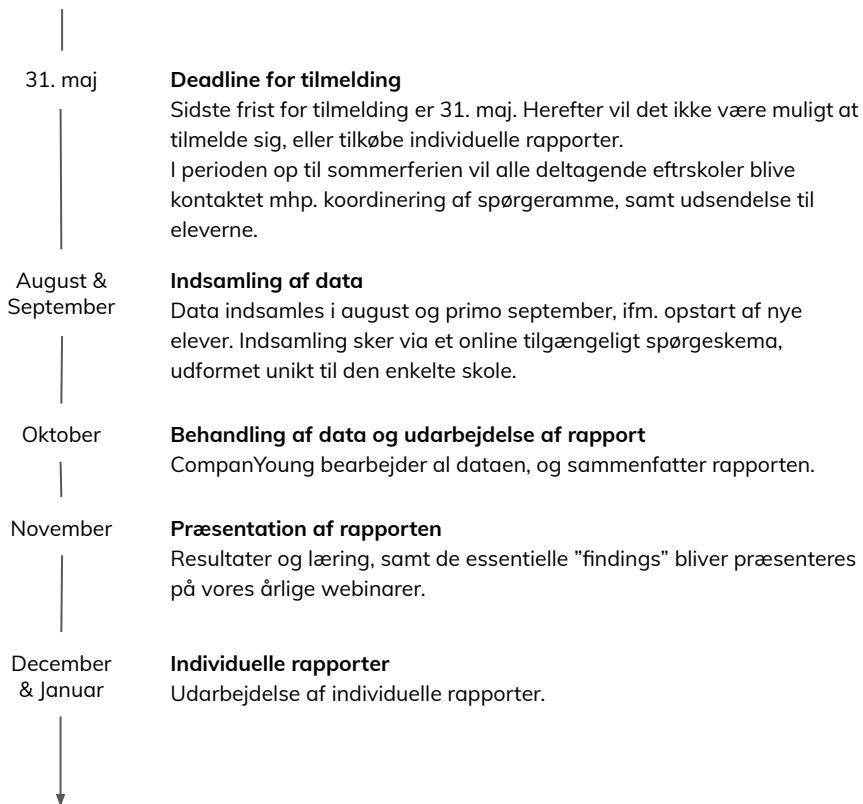 31. maj
Deadline for tilmelding
Sidste frist for tilmelding er 31. maj. Herefter vil det ikke være muligt at
tilmelde sig, eller tilkøbe individuelle rapporter.
I perioden op til sommerferien vil alle deltagende eftrskoler blive
kontaktet mhp. koordinering af spørgeramme, samt udsendelse til
eleverne.
August &
September
Indsamling af data
Data indsamles i august og primo september, ifm. opstart af nye
elever. Indsamling sker via et online tilgængeligt spørgeskema,
udformet unikt til den enkelte skole.
Oktober
Behandling af data og udarbejdelse af rapport
CompanYoung bearbejder al dataen, og sammenfatter rapporten.
November
Præsentation af rapporten
Resultater og læring, samt de essentielle ”findings” bliver præsenteres
på vores årlige webinarer.
December
& Januar
Individuelle rapporter
Udarbejdelse af individuelle rapporter.